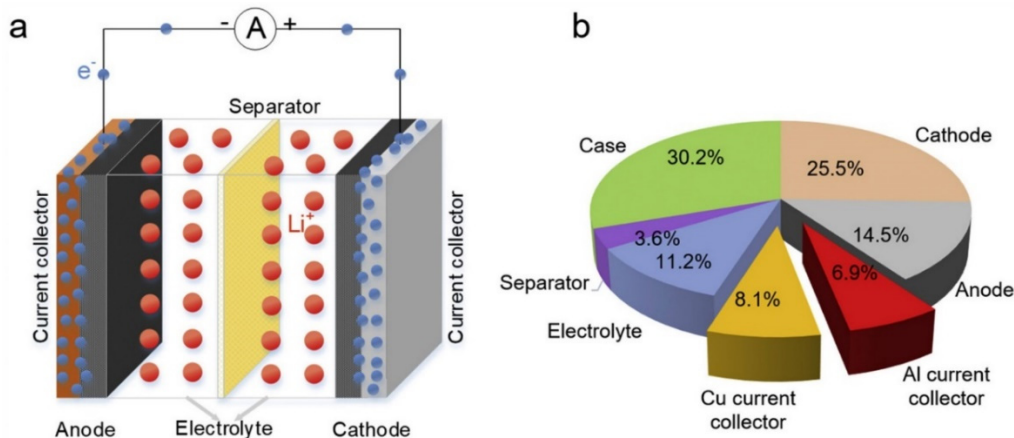 a
- A +
e-
Separator
Current collector
Li+
Current collector
Anode
Electrolyte
Cathode
b
Case
30.2%
Cathode
25.5%
3.6%
14.5%
Separator
11.2%
6.9%
Anode
8.1%
Electrolyte
Cu current
collector
Al current
collector